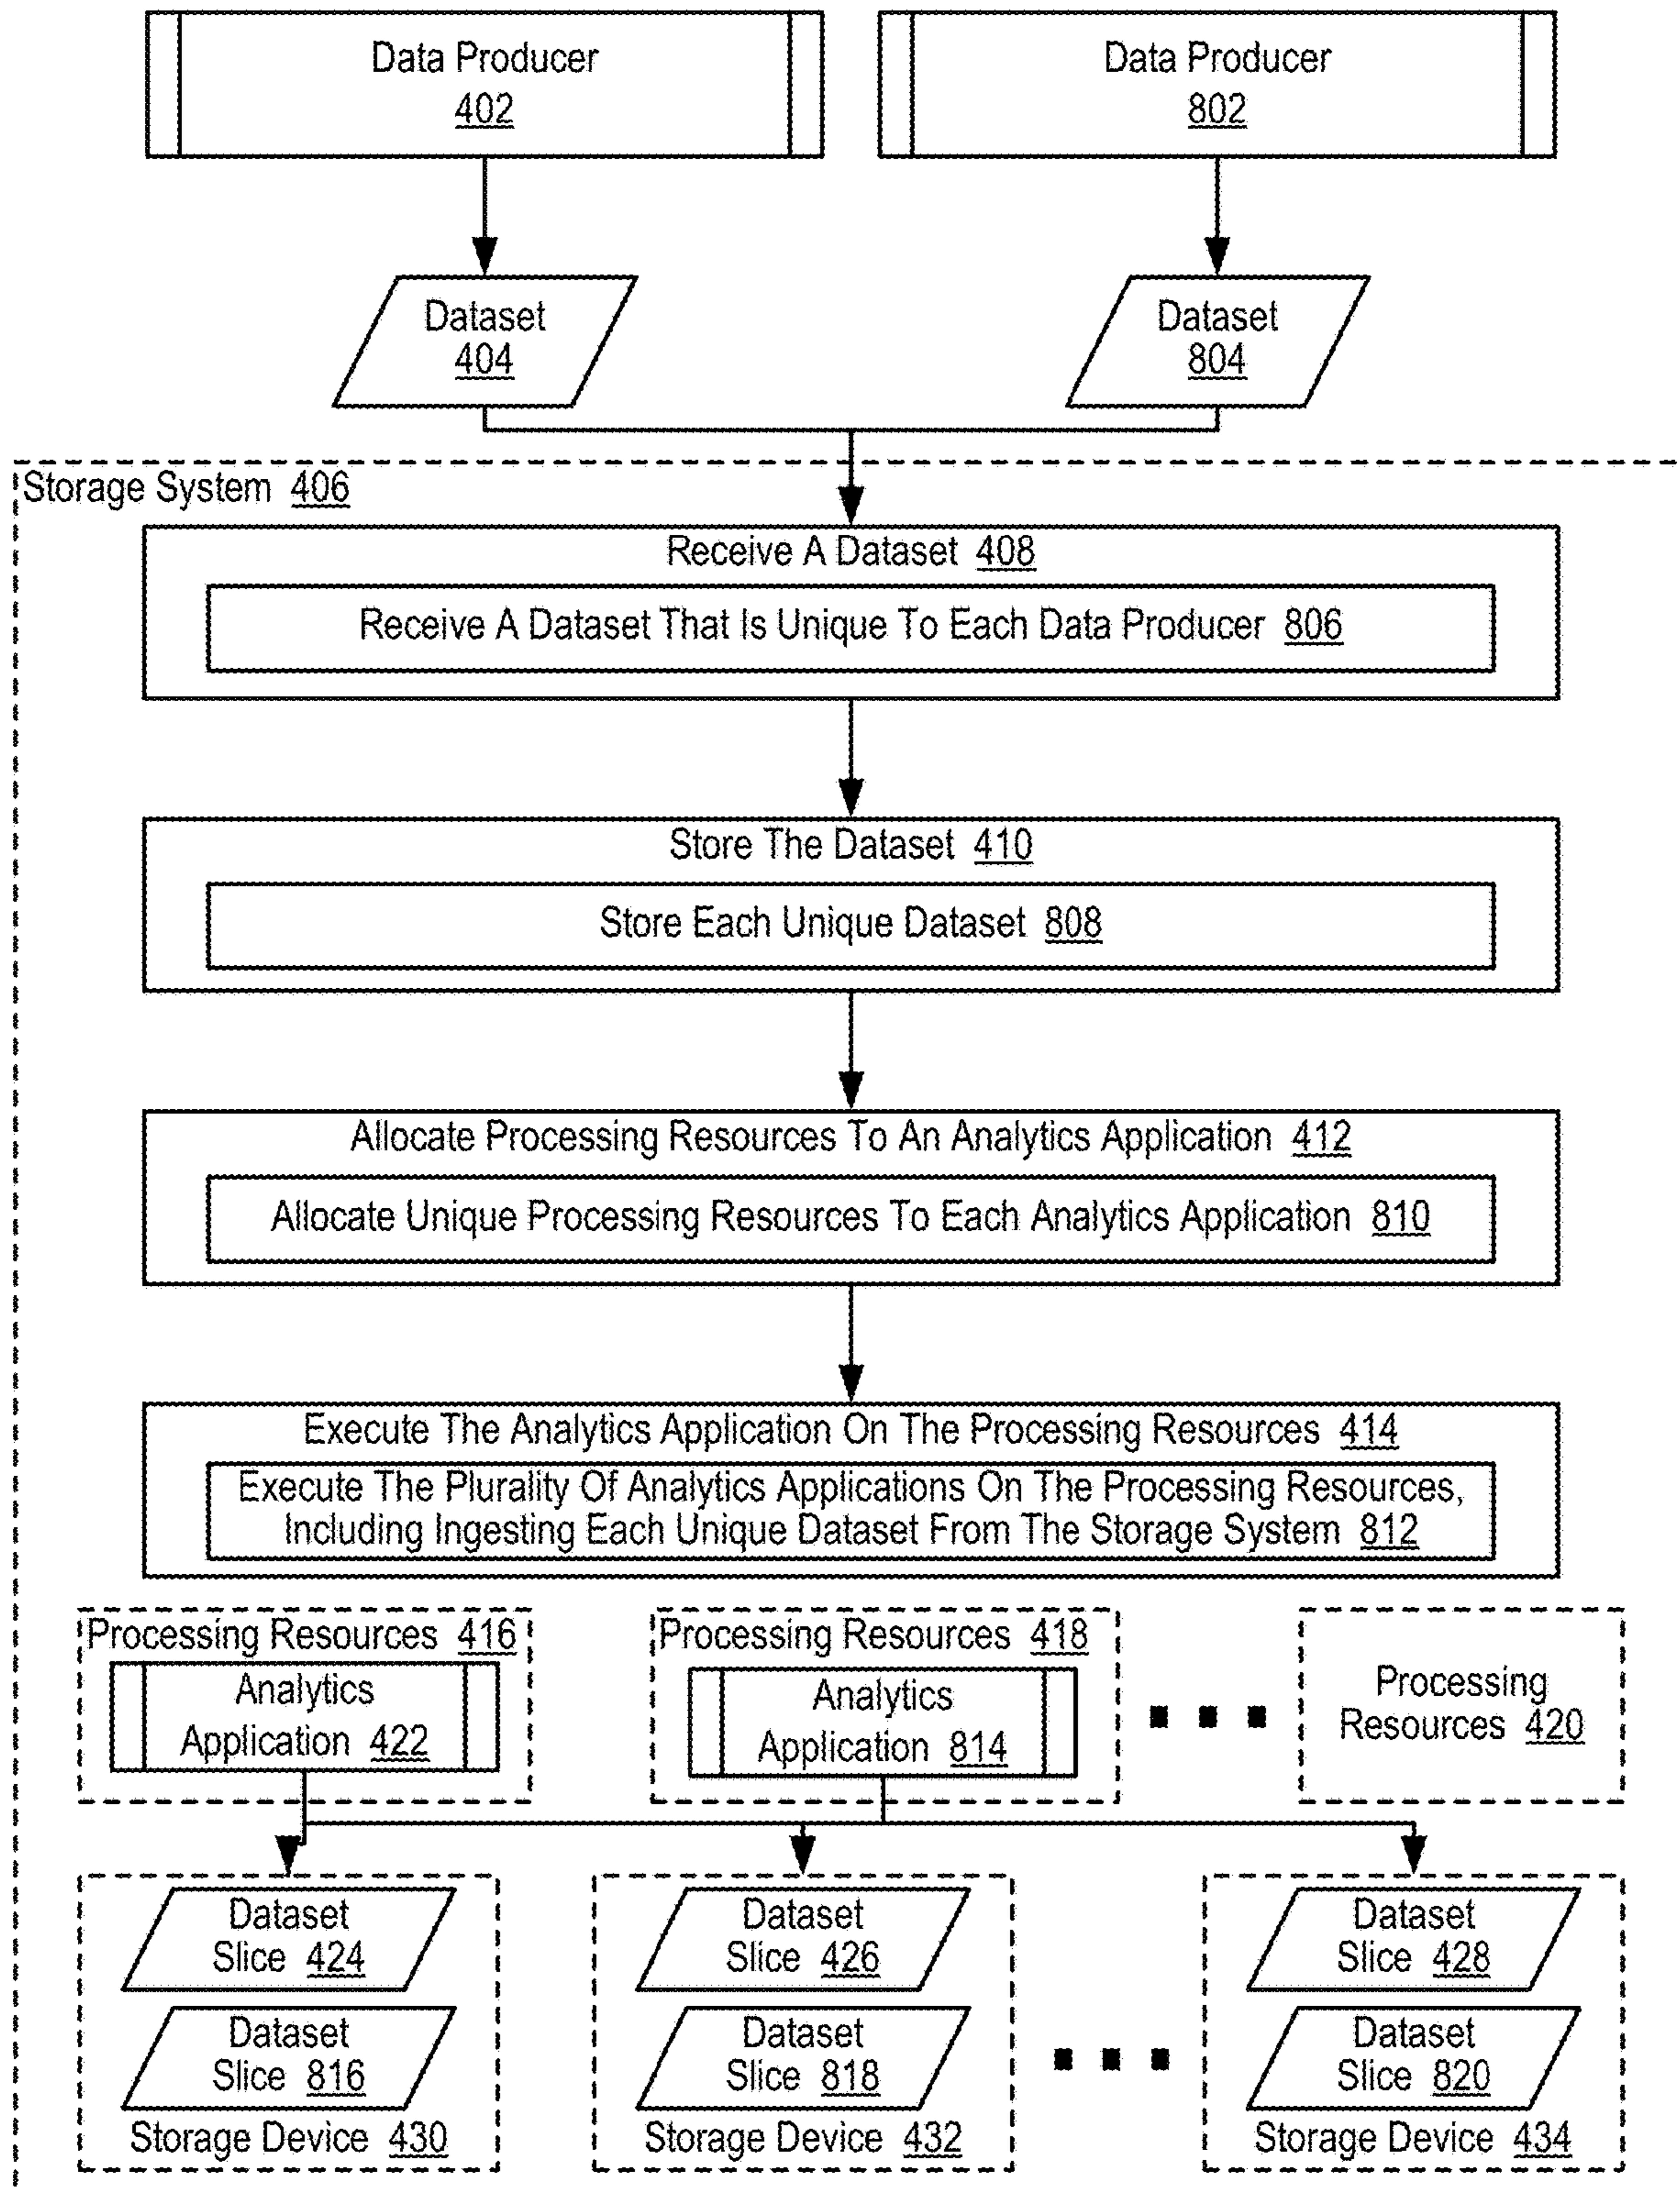 Data Producer
402
Data Producer
802
Dataset
404
Dataset
804
Storage System 406
Receive A Dataset 408
Receive A Dataset That Is Unique To Each Data Producer 806
Store The Dataset 410
Store Each Unique Dataset 808
Allocate Processing Resources To An Analytics Application 412
Allocate Unique Processing Resources To Each Analytics Application 810
Execute The Analytics Application On The Processing Resources 414
Execute The Plurality Of Analytics Applications On The Processing Resources,
Including Ingesting Each Unique Dataset From The Storage System 812
Processing Resources 416
Analytics
Application 422
Processing Resources 418
Analytics
Application 814
Processing
Resources 420
Dataset
Slice 424
Dataset
Slice 816
Storage Device 430
Dataset
Slice 426
Dataset
Slice 818
Storage Device 432
Dataset
Slice 428
Dataset
Slice 820
Storage Device 434